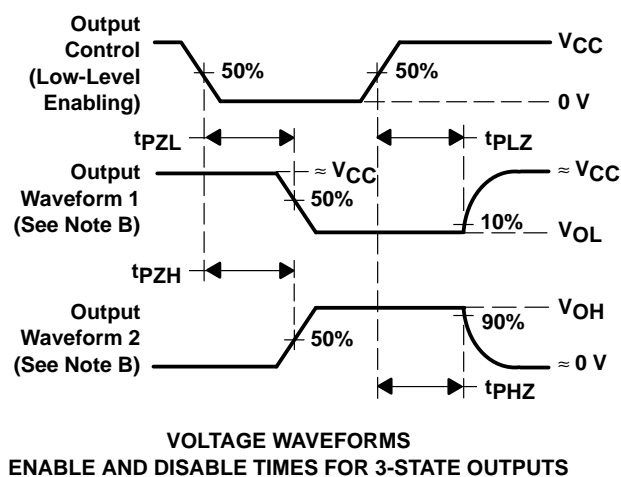 Output
Control
(Low-Level
Enabling)
50%
50%
VCC
0 V
tPZL
tPLZ
Output
Waveform 1
(See Note B)
≈ VCC
50%
≈ VCC
10%
VOL
tPZH
Output
Waveform 2
(See Note B)
50%
VOH
90%
≈ 0 V
tPHZ
VOLTAGE WAVEFORMS
ENABLE AND DISABLE TIMES FOR 3-STATE OUTPUTS